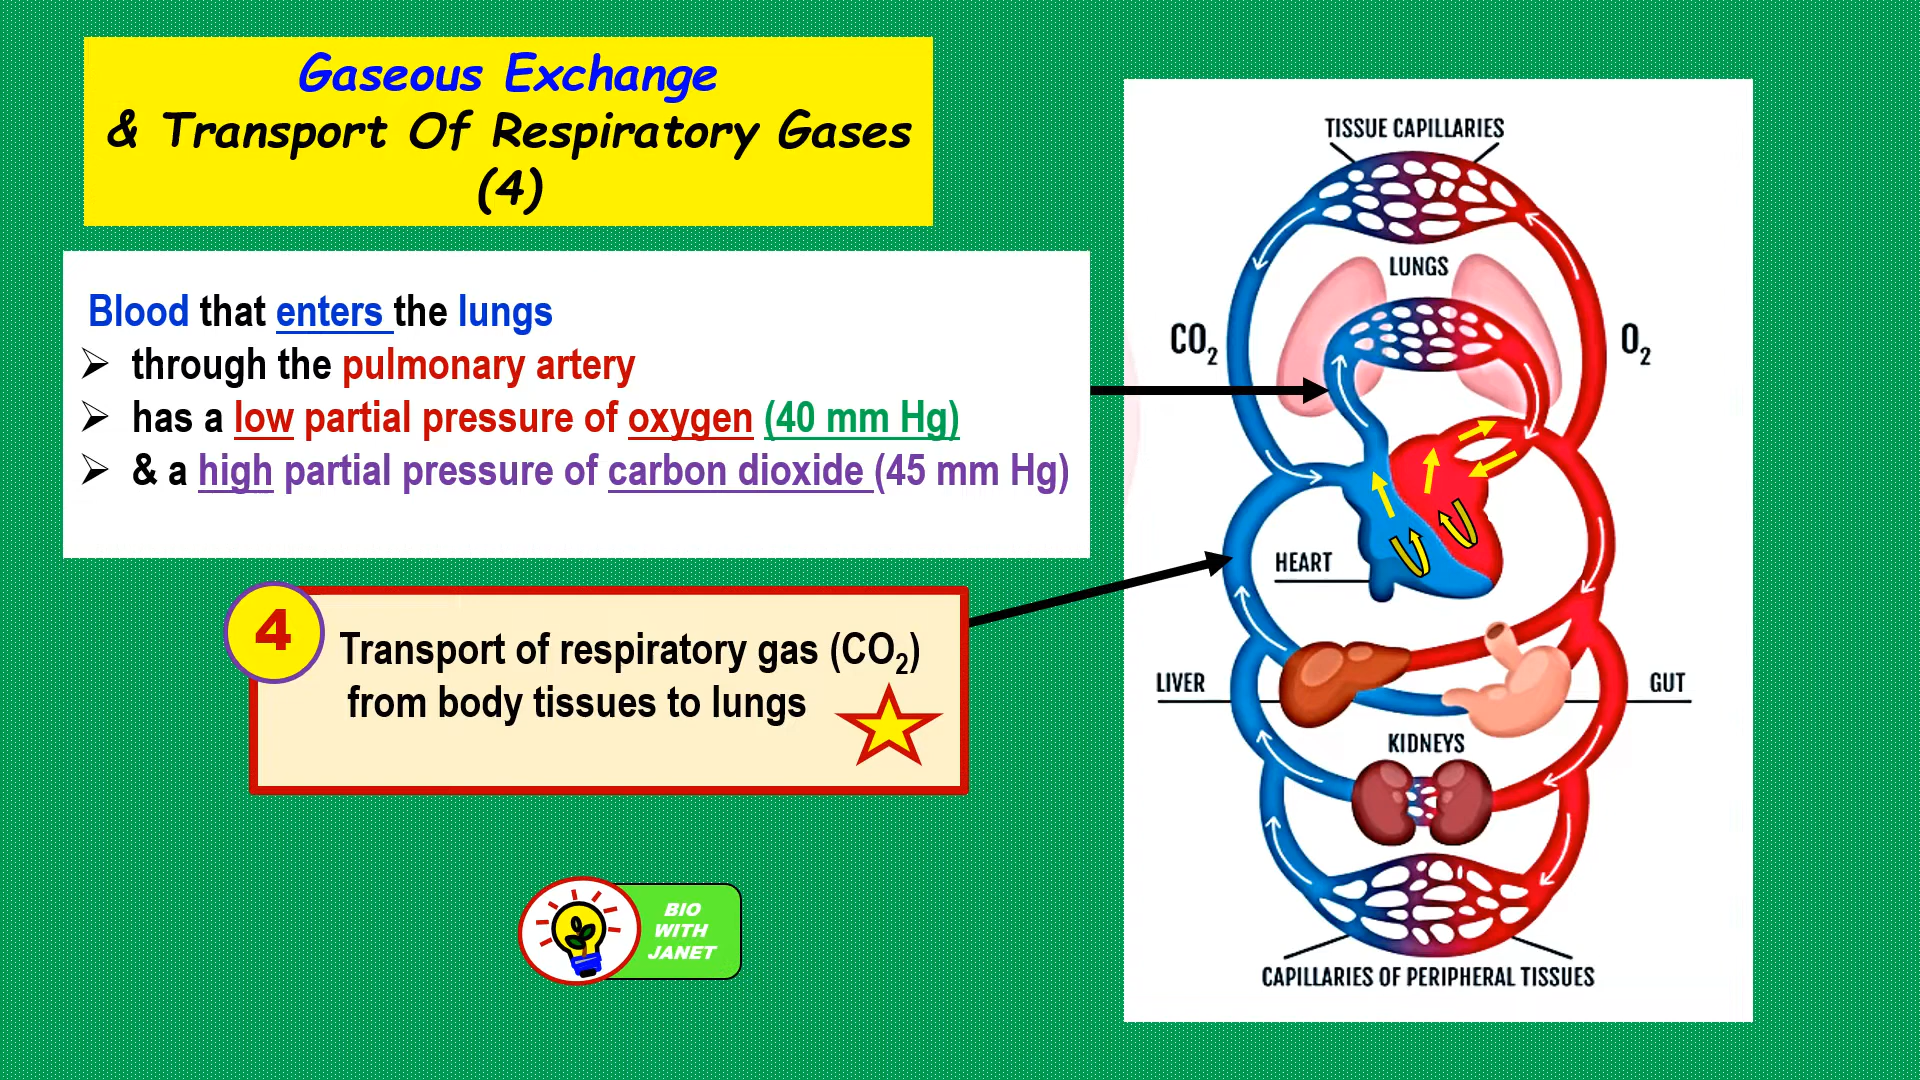 Gaseous Exchange
& Transport Of Respiratory Gases
(4)
Blood that enters the lungs
➢ through the pulmonary artery
➢ has a low partial pressure of oxygen (40 mm Hg)
➢ & a high partial pressure of carbon dioxide (45 mm Hg)
4
Transport of respiratory gas (CO₂)
from body tissues to lungs
BIO
WITH
JANET
TISSUE CAPILLARIES
LUNGS
CO₂
O₂
HEART
LIVER
GUT
KIDNEYS
CAPILLARIES OF PERIPHERAL TISSUES